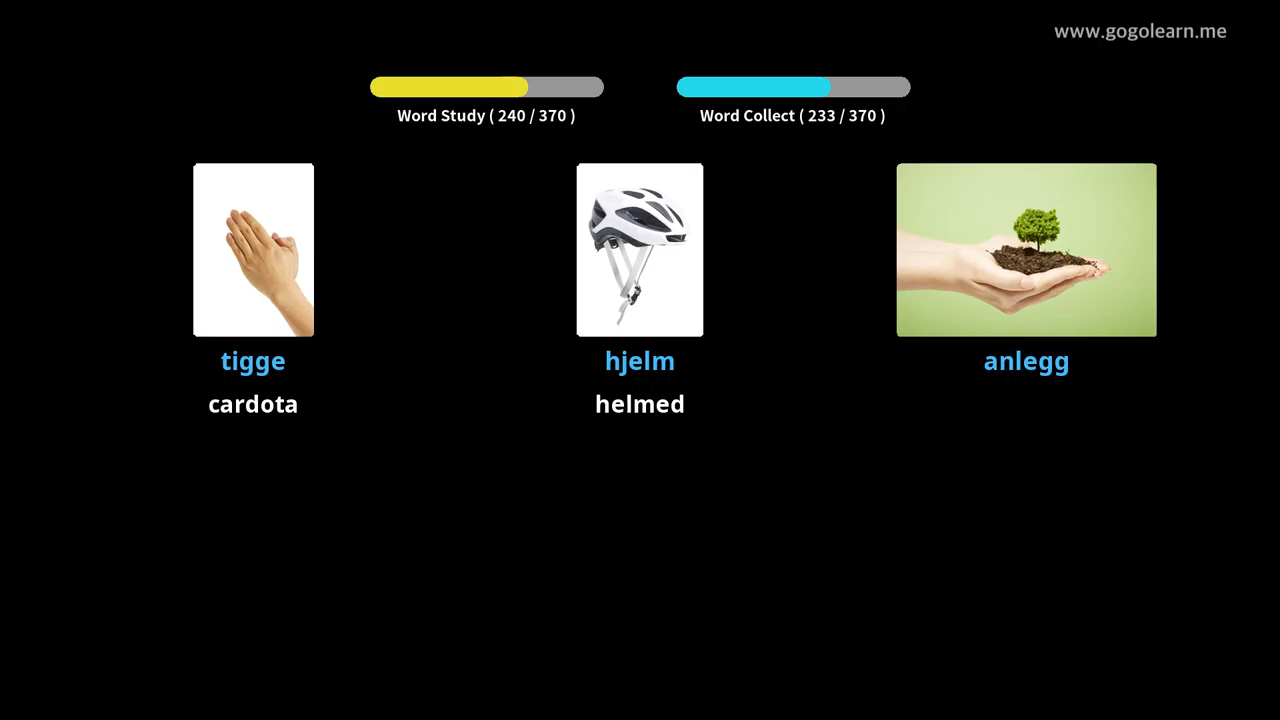 www.gogolearn.me
Word Study ( 240 / 370 )
Word Collect ( 233 / 370 )
tigge
hjelm
anlegg
cardota
helmed